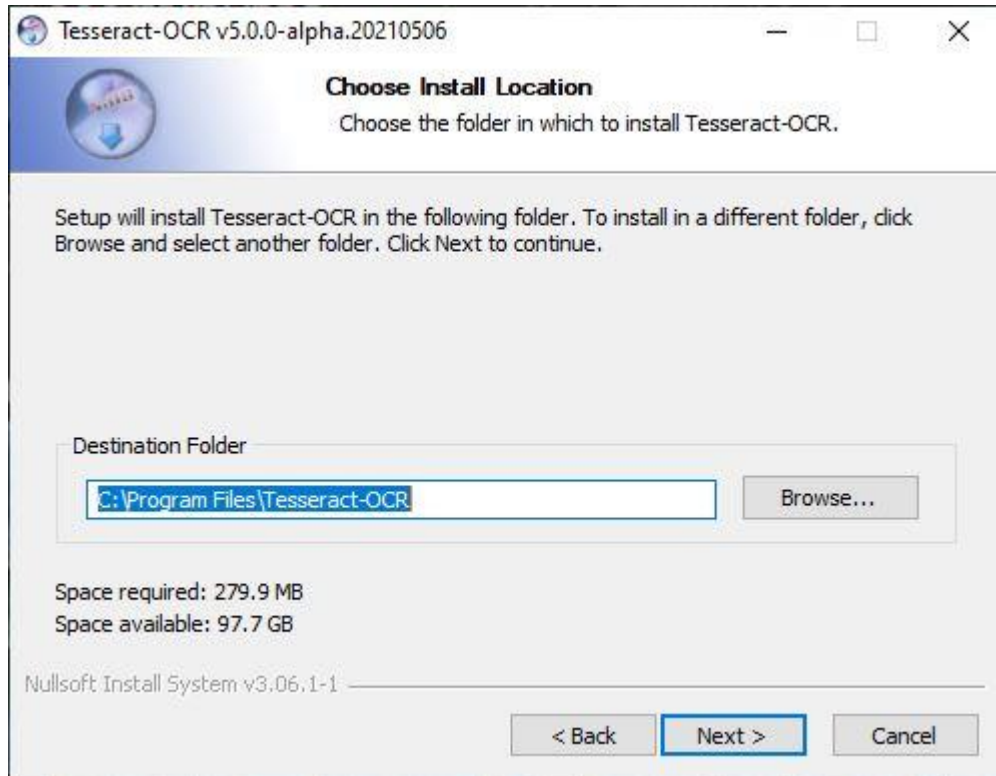 Tesseract-OCR v5.0.0-alpha.20210506
Choose Install Location
Choose the folder in which to install Tesseract-OCR.
Setup will install Tesseract-OCR in the following folder. To install in a different folder, click
Browse and select another folder. Click Next to continue.
Destination Folder
C:\Program Files\Tesseract-OCR
Browse...
Space required: 279.9 MB
Space available: 97.7 GB
Nullsoft Install System v3.06.1-1
< Back
Next >
Cancel